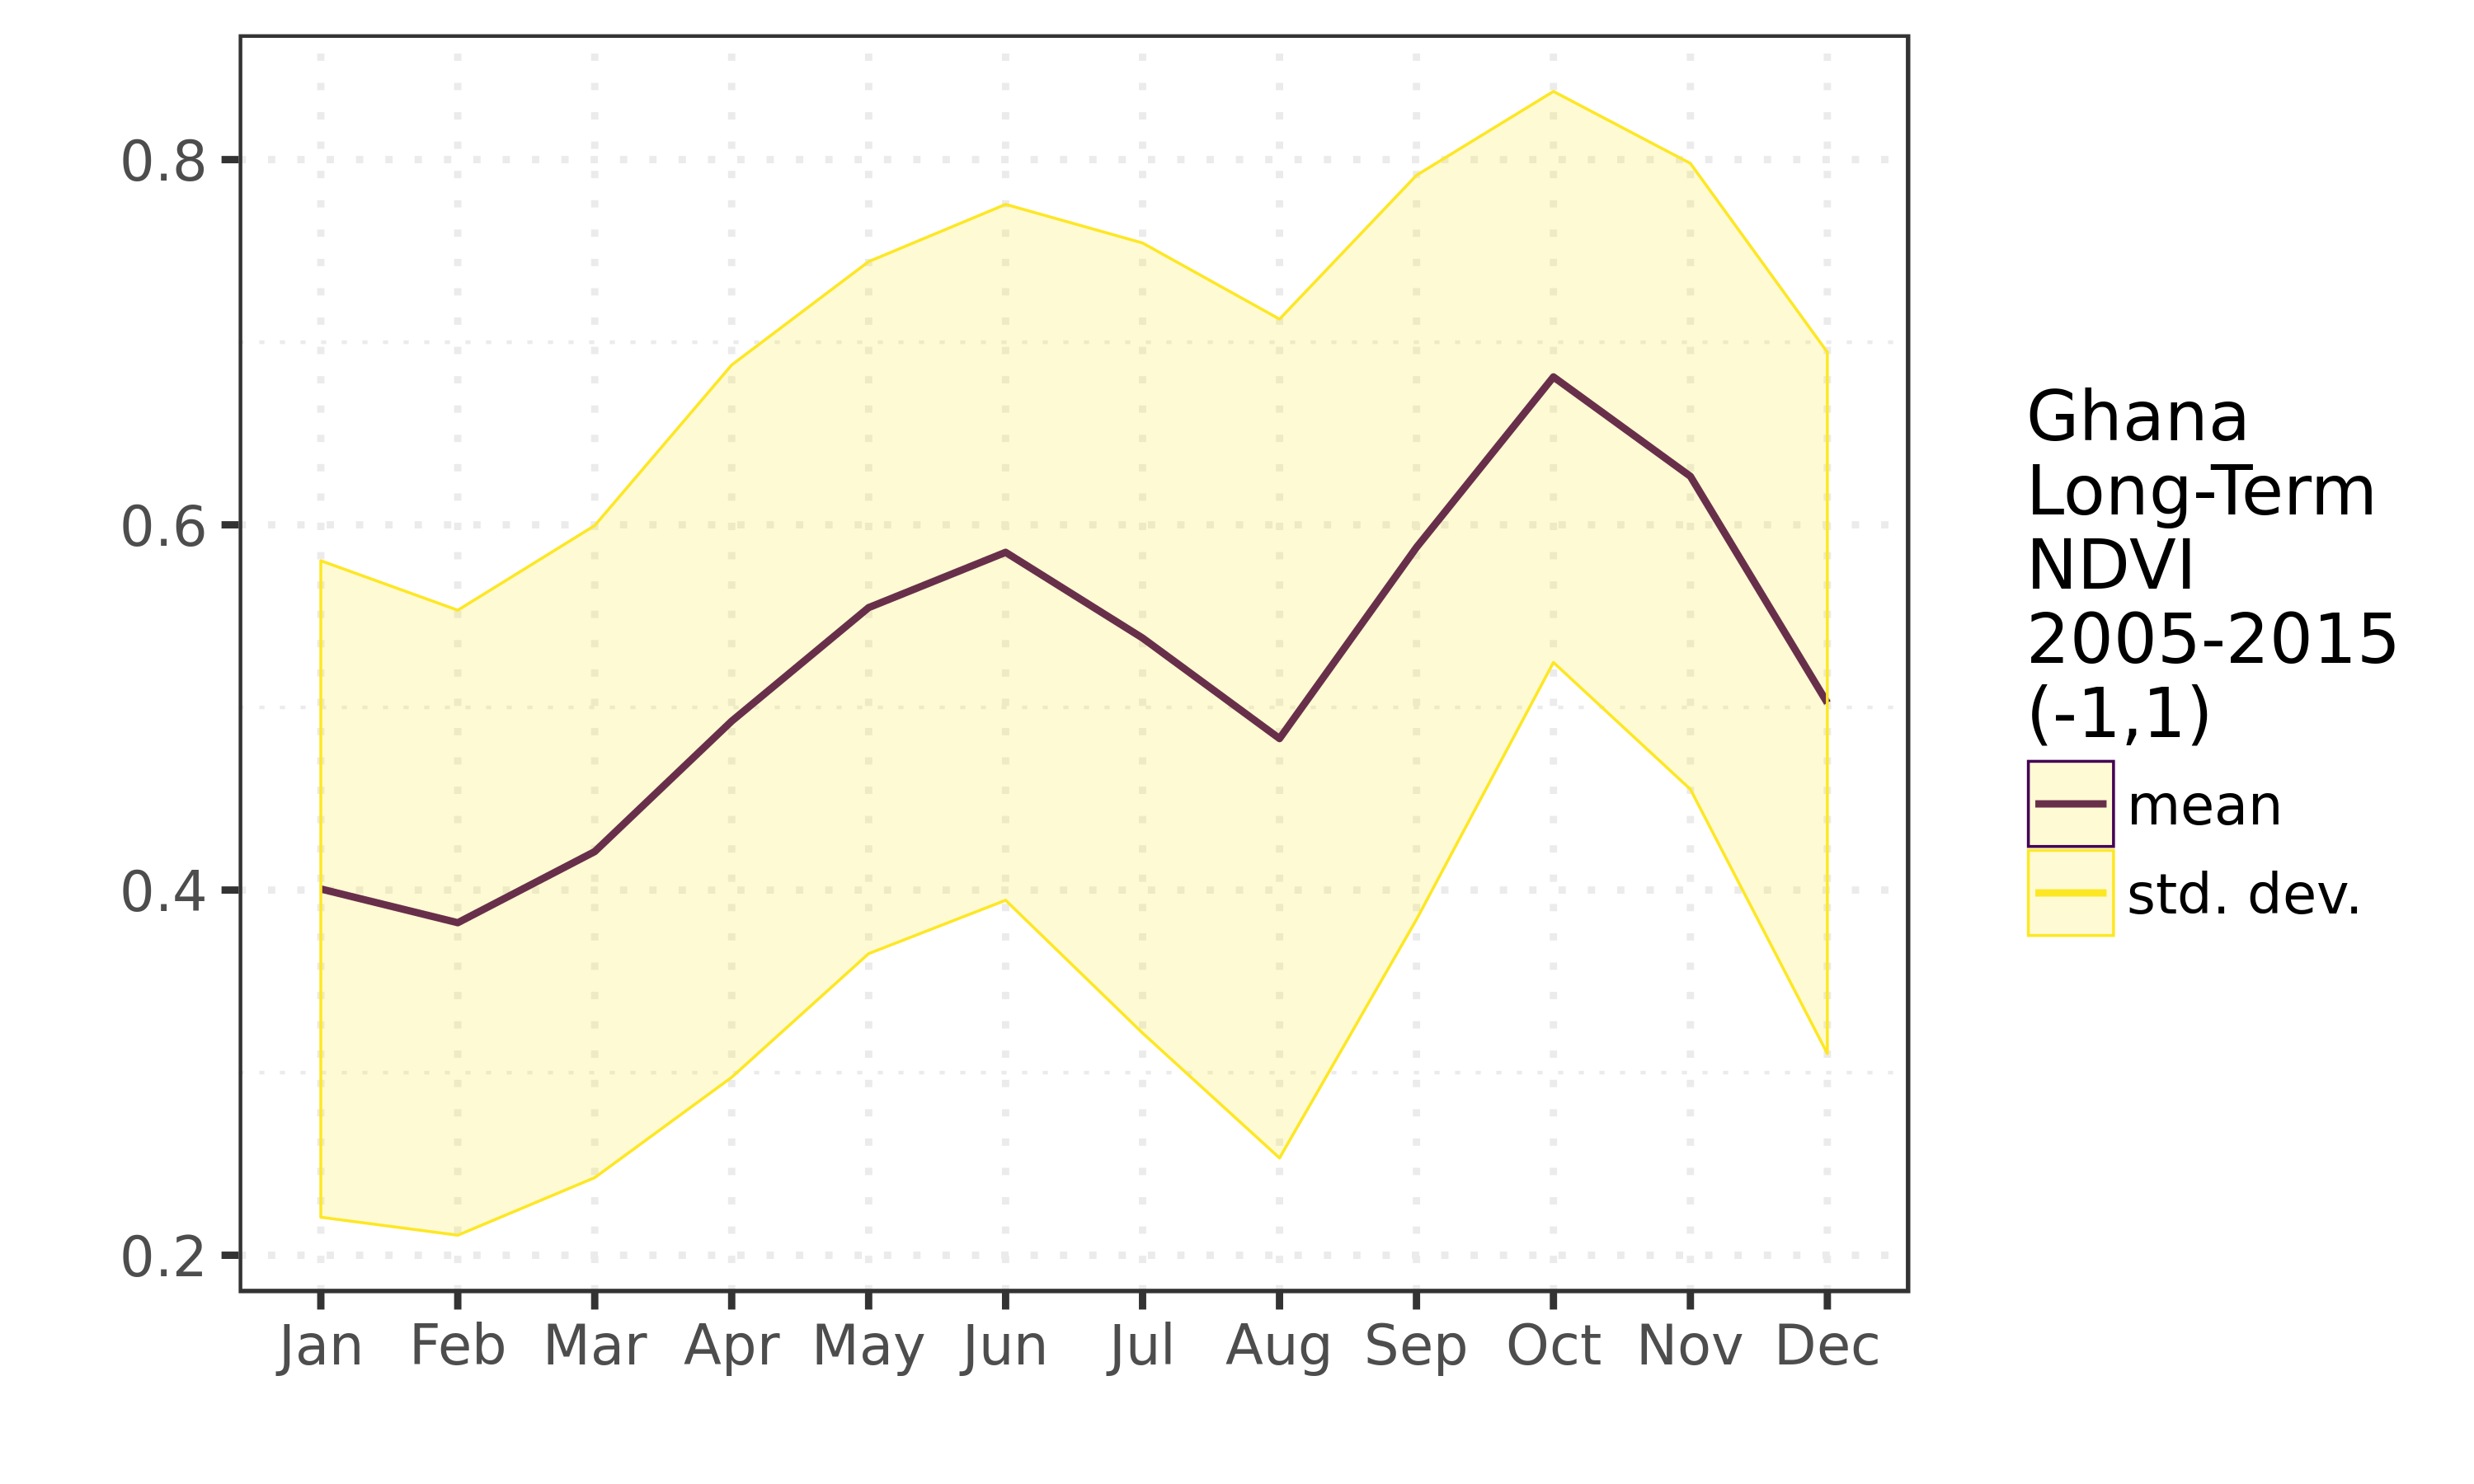 0.8
0.6
0.4
0.2
Jan Feb Mar Apr May Jun Jul Aug Sep Oct Nov Dec
Ghana
Long-Term
NDVI
2005-2015
(-1,1)
mean
std. dev.